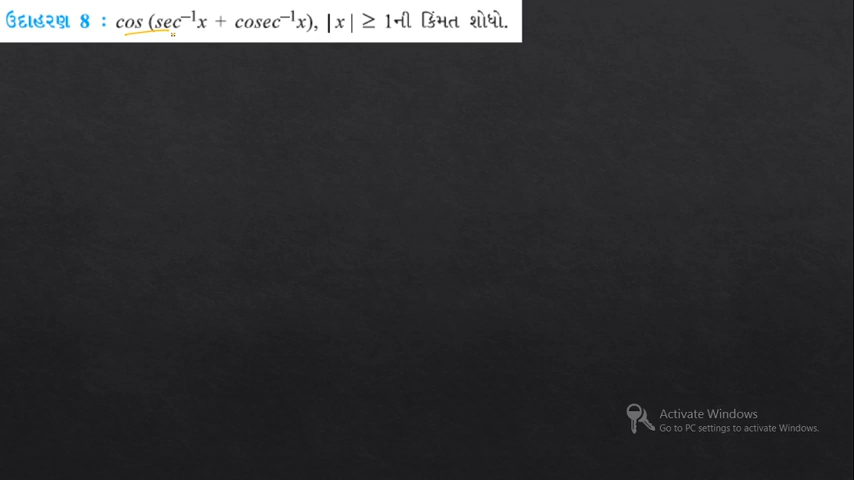 ઉદાહરણ 8 : cos (sec⁻¹x + cosec⁻¹x), |x| ≥ 1ની કિંમત શોધો.
Activate Windows
Go to PC settings to activate Windows.